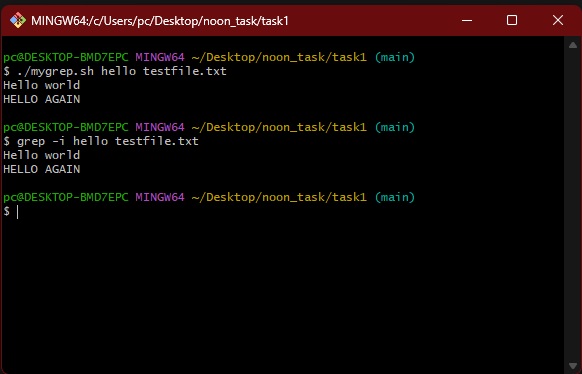 MINGW64:/c/Users/pc/Desktop/noon_task/task1
pc@DESKTOP-BMD7EPC MINGW64 ~/Desktop/noon_task/task1 (main)
$ ./mygrep.sh hello testfile.txt
Hello world
HELLO AGAIN
pc@DESKTOP-BMD7EPC MINGW64 ~/Desktop/noon_task/task1 (main)
$ grep -i hello testfile.txt
Hello world
HELLO AGAIN
pc@DESKTOP-BMD7EPC MINGW64 ~/Desktop/noon_task/task1 (main)
$